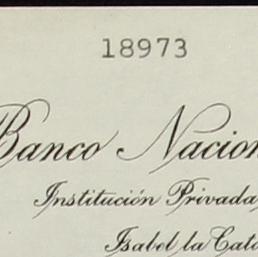 18973
Banco Nacion
Institución Privada
Isabel la Cató